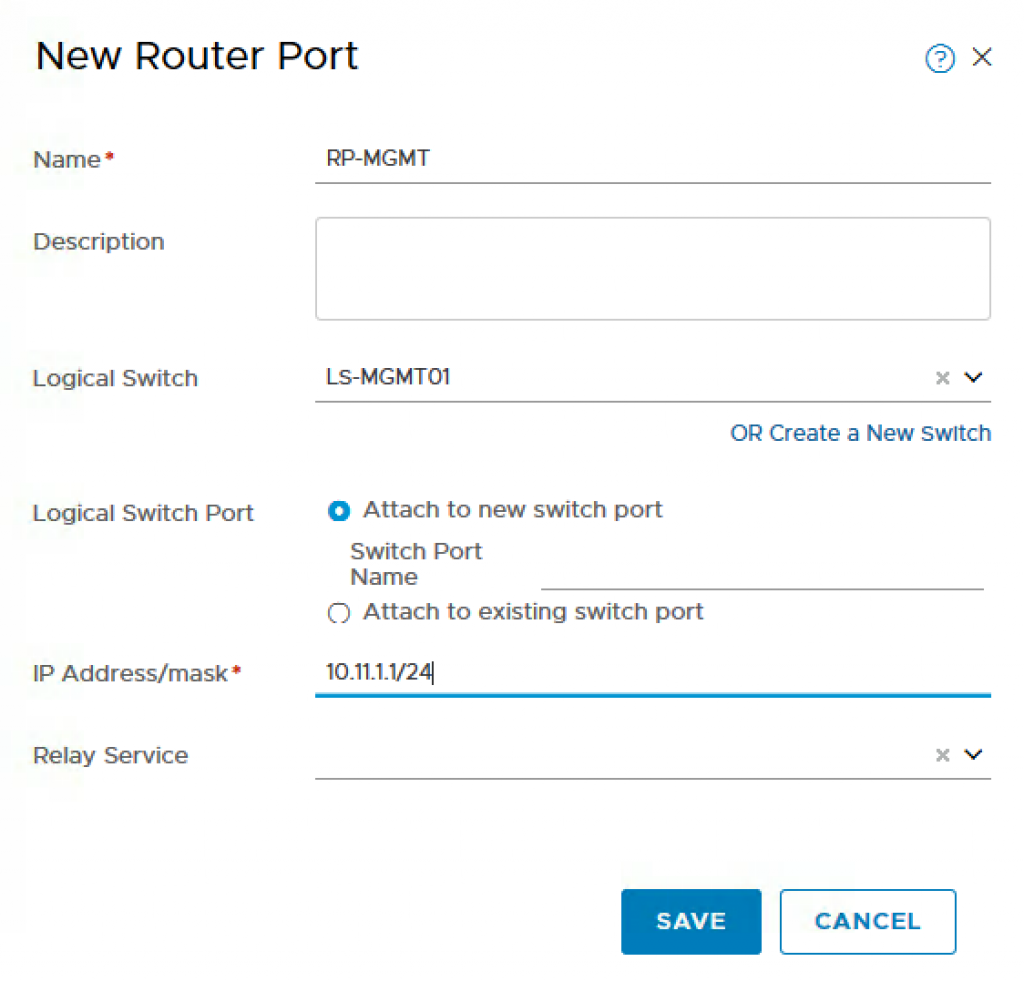 New Router Port
Name*
RP-MGMT
Description
Logical Switch
LS-MGMT01
OR Create a New Switch
Logical Switch Port
Attach to new switch port
Switch Port
Name
Attach to existing switch port
IP Address/mask*
10.11.1.1/24
Relay Service
SAVE
CANCEL